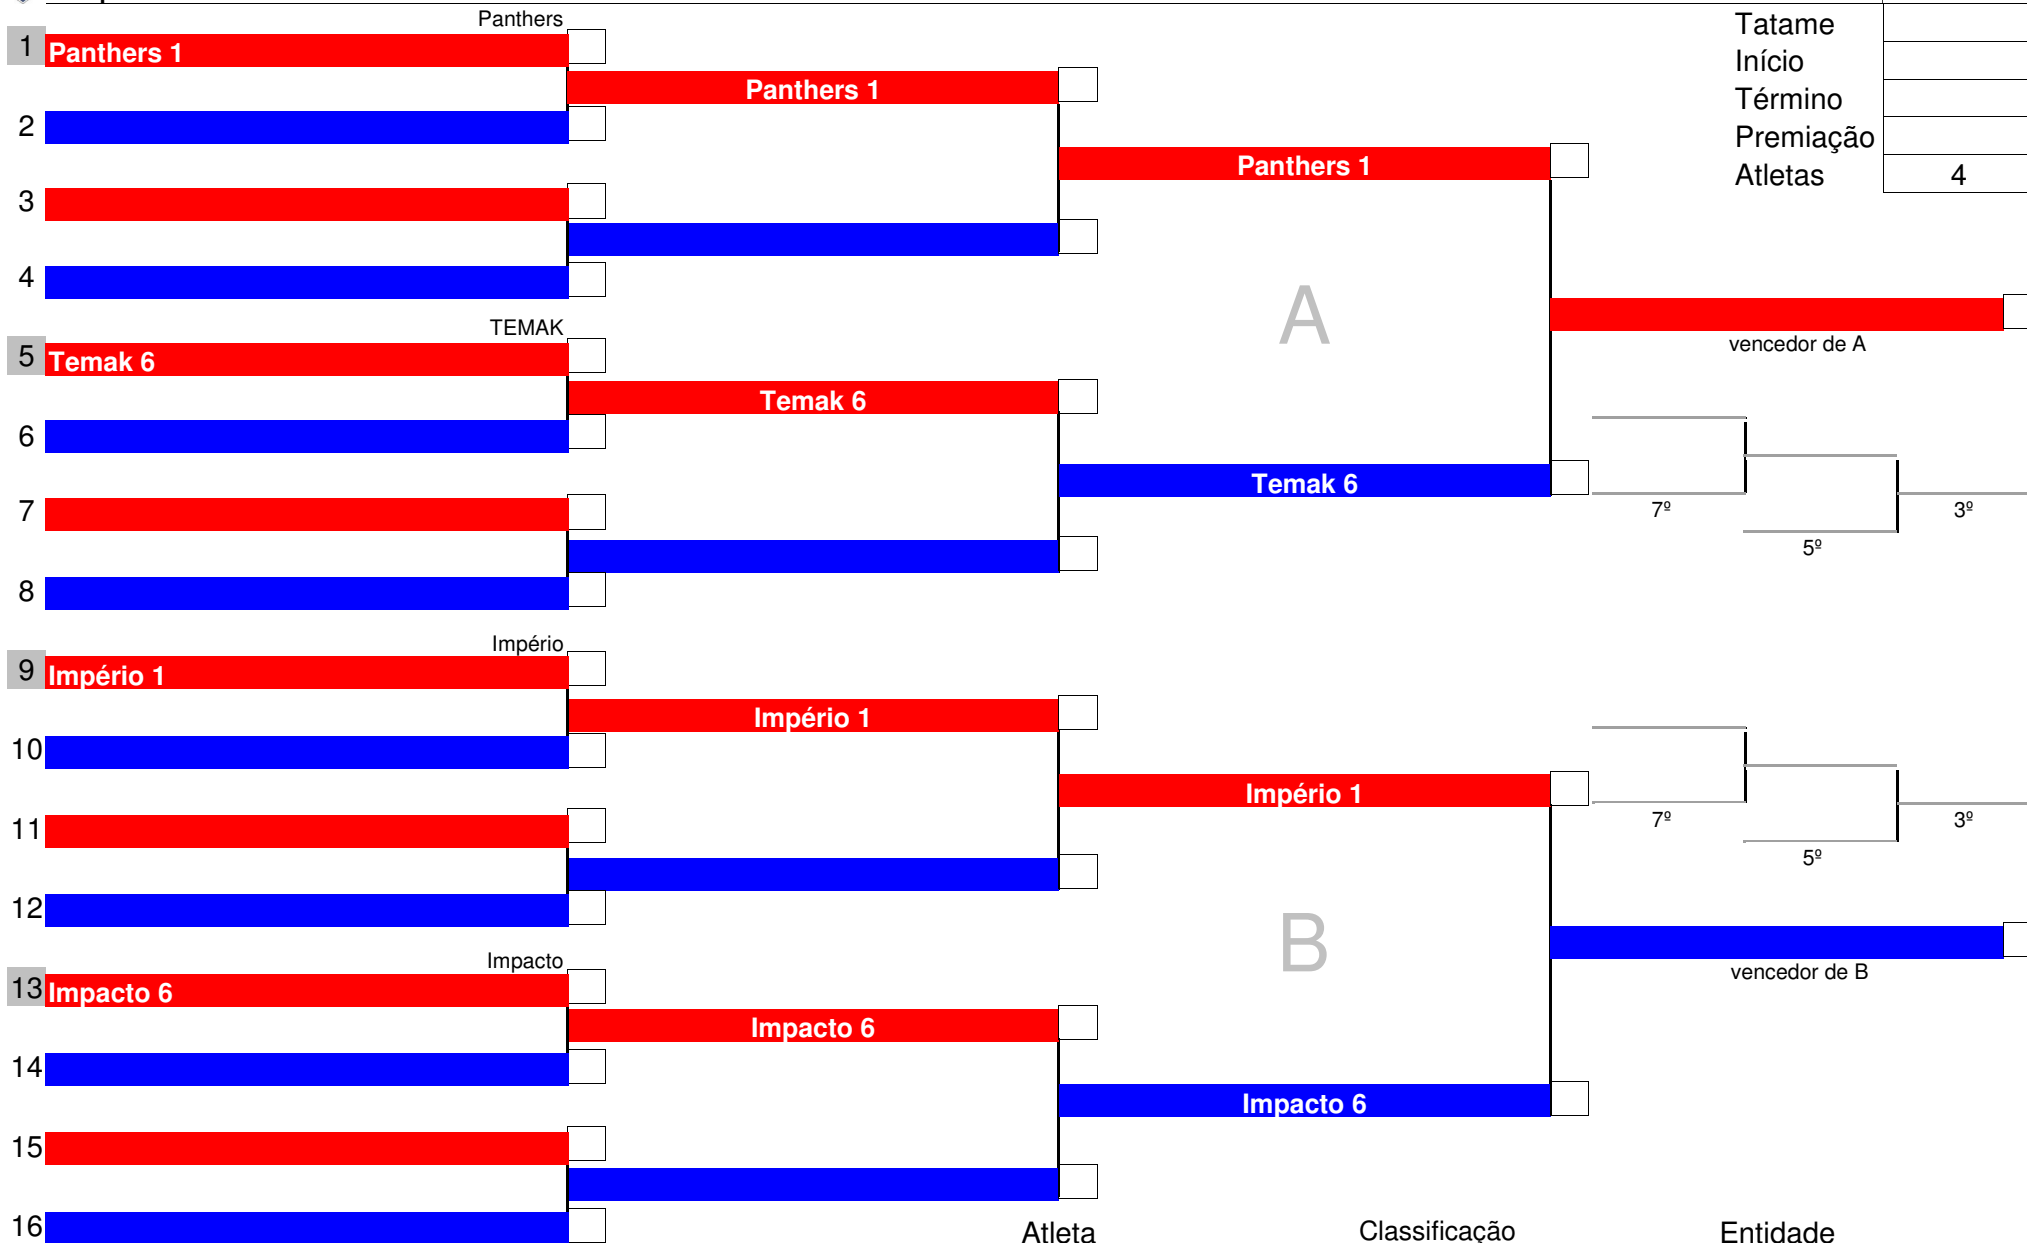 Panthers
Tatame
1 Panthers 1
Início
Panthers 1
Término
2
Premiação
Panthers 1
Atletas 4
3
4
A
TEMAK
vencedor de A
5 Temak 6
Temak 6
6
Temak 6
7
7º 3º
5º
8
Império
9 Império 1
Império 1
10
Império 1
7º 3º
11
5º
12
B
Impacto
vencedor de B
13 Impacto 6
Impacto 6
14
Impacto 6
15
16
Atleta Classificação Entidade